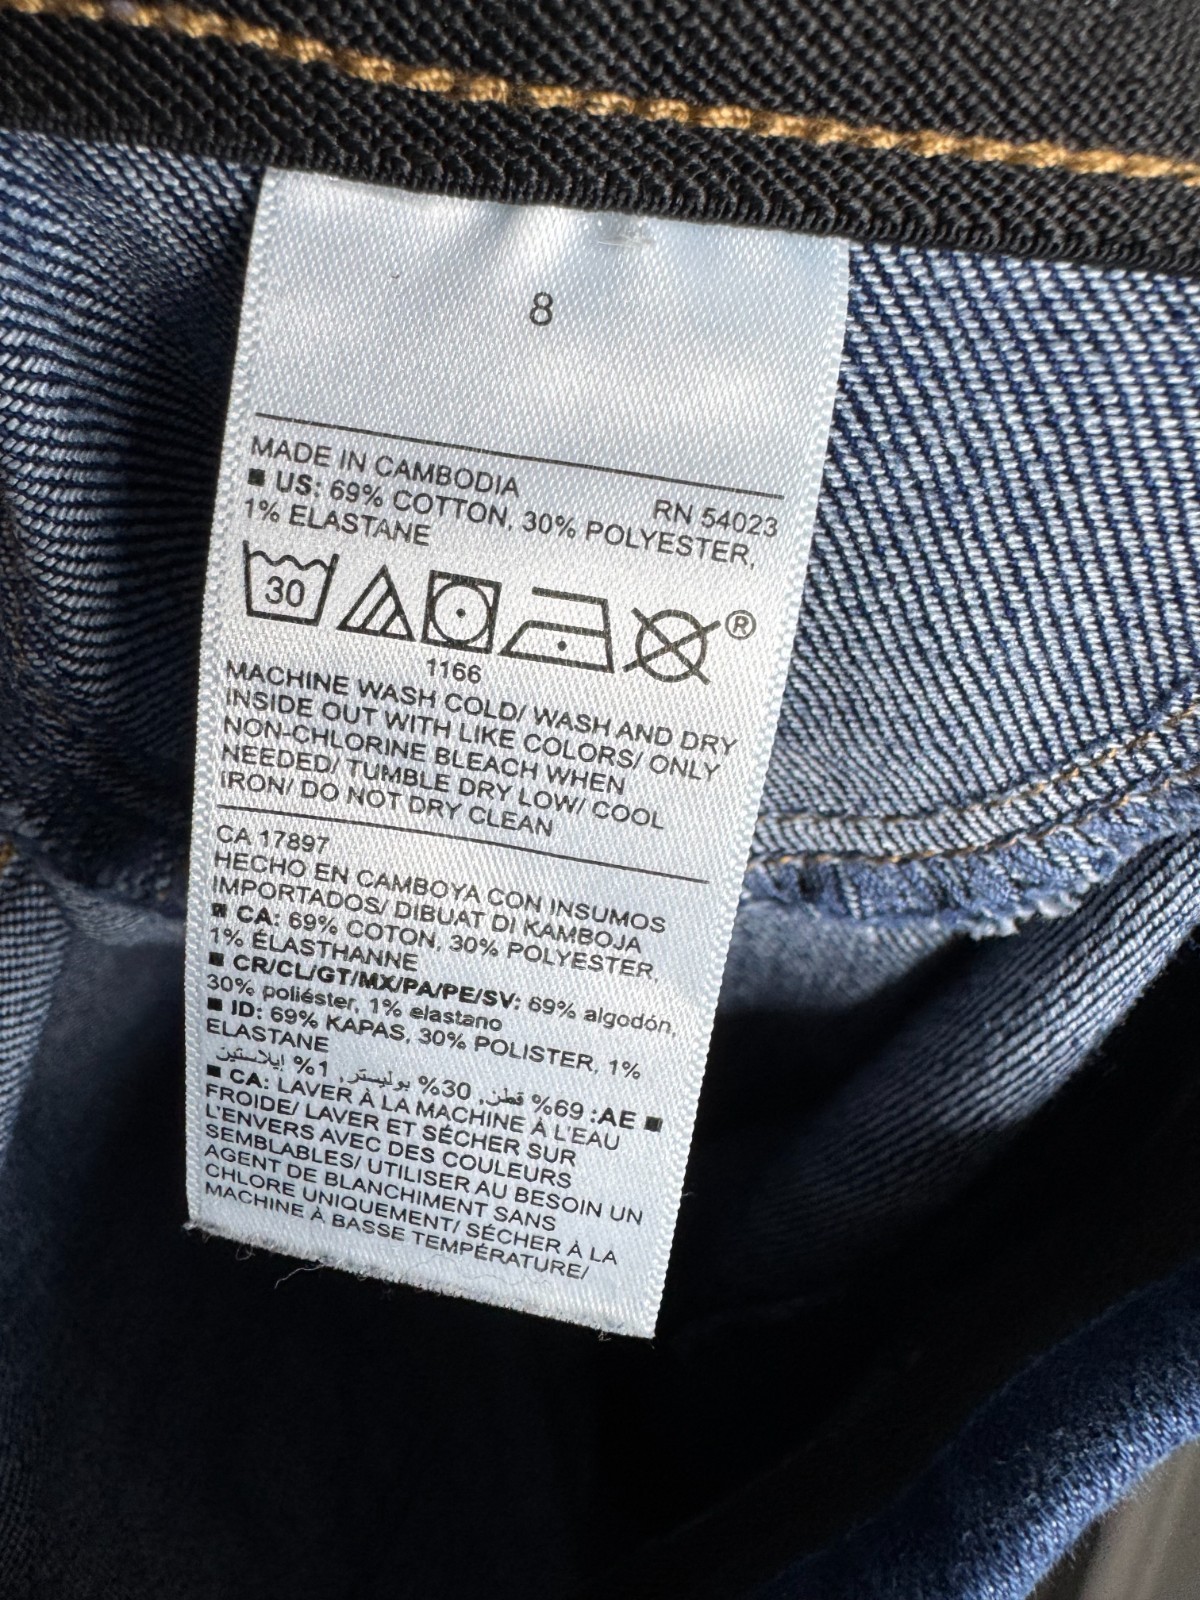 8
MADE IN CAMBODIA
RN 54023
■ US: 69% COTTON, 30% POLYESTER,
1% ELASTANE
30
®
1166
MACHINE WASH COLD/ WASH AND DRY
INSIDE OUT WITH LIKE COLORS/ ONLY
NON-CHLORINE BLEACH WHEN
NEEDED/ TUMBLE DRY LOW/ COOL
IRON/ DO NOT DRY CLEAN
CA 17897
HECHO EN CAMBOYA CON INSUMOS
IMPORTADOS/ DIBUAT DI KAMBOJA
■ CA: 69% COTON, 30% POLYESTER,
1% ÉLASTHANNE
■ CR/CL/GT/MX/PA/PE/SV: 69% algodón,
30% poliéster, 1% elastano
■ ID: 69% KAPAS, 30% POLISTER, 1%
ELASTANE
■ AE: 69% قطن, 30% بوليستر, 1% إيلاستين
■ CA: LAVER À LA MACHINE À L'EAU
FROIDE/ LAVER ET SÉCHER SUR
L'ENVERS AVEC DES COULEURS
SEMBLABLES/ UTILISER AU BESOIN UN
AGENT DE BLANCHIMENT SANS
CHLORE UNIQUEMENT/ SÉCHER À LA
MACHINE À BASSE TEMPÉRATURE/